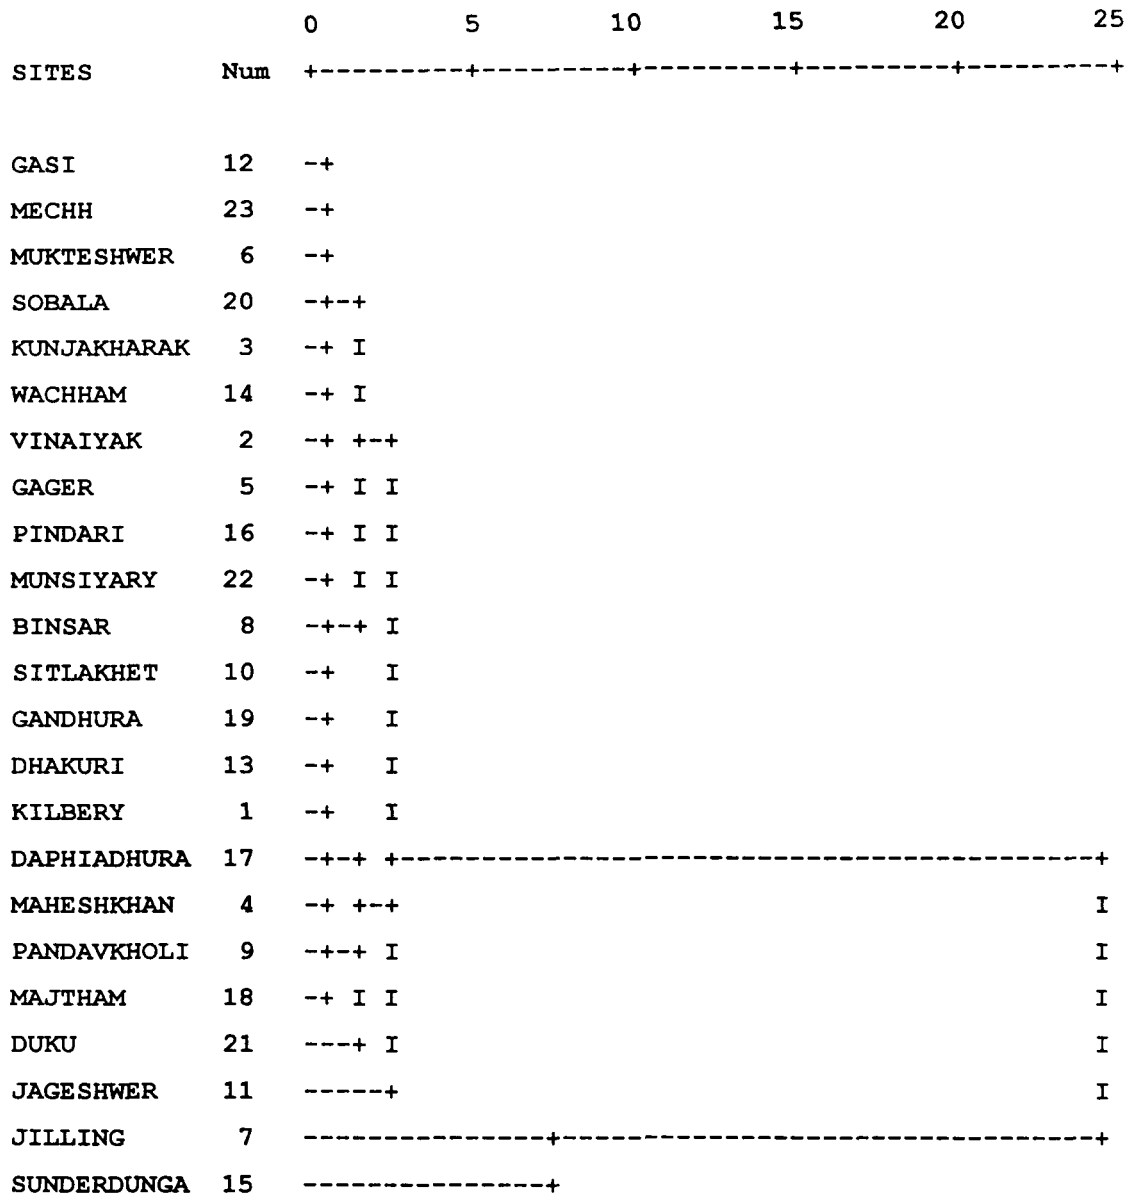 0 5 10 15 20 25
SITES Num +---------+---------+---------+---------+---------+
GASI 12 -+
MECHH 23 -+
MUKTESHWER 6 -+
SOBALA 20 -+-+
KUNJAKHARAK 3 -+ I
WACHHAM 14 -+ I
VINAIYAK 2 -+ +-+
GAGER 5 -+ I I
PINDARI 16 -+ I I
MUNSIYARY 22 -+ I I
BINSAR 8 -+-+ I
SITLAKHET 10 -+ I
GANDHURA 19 -+ I
DHAKURI 13 -+ I
KILBERY 1 -+ I
DAPHIADHURA 17 -+-+ +-------------------------------------------+
MAHESHKHAN 4 -+ +-+ I
PANDAVKHOLI 9 -+-+ I I
MAJTHAM 18 -+ I I I
DUKU 21 ---+ I I
JAGESHWER 11 -----+ I
JILLING 7 ---------------+---------------------------------+
SUNDERDUNGA 15 ---------------+